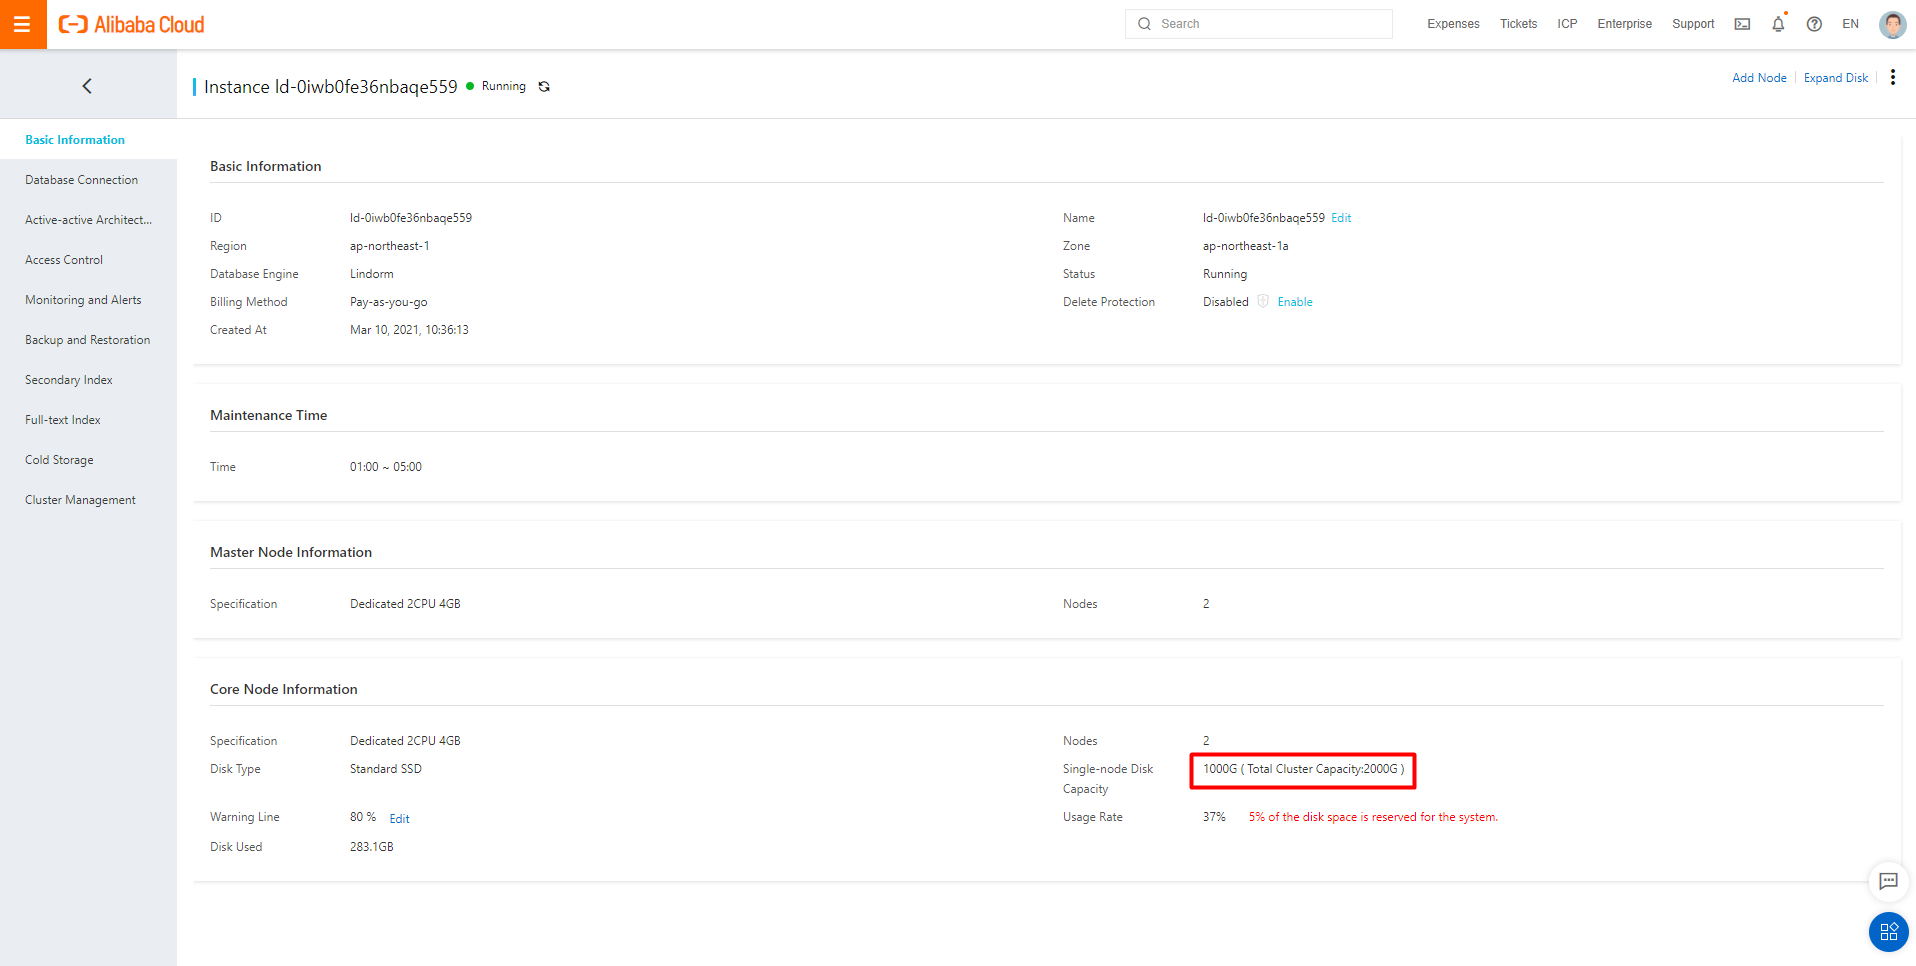 Alibaba Cloud
Search
Expenses Tickets ICP Enterprise Support EN
Instance ld-0iwb0fe36nbaqe559 Running
Add Node Expand Disk
Basic Information
Database Connection
Active-active Architect...
Access Control
Monitoring and Alerts
Backup and Restoration
Secondary Index
Full-text Index
Cold Storage
Cluster Management
Basic Information
ID ld-0iwb0fe36nbaqe559 Name ld-0iwb0fe36nbaqe559 Edit
Region ap-northeast-1 Zone ap-northeast-1a
Database Engine Lindorm Status Running
Billing Method Pay-as-you-go Delete Protection Disabled Enable
Created At Mar 10, 2021, 10:36:13
Maintenance Time
Time 01:00 ~ 05:00
Master Node Information
Specification Dedicated 2CPU 4GB Nodes 2
Core Node Information
Specification Dedicated 2CPU 4GB Nodes 2
Disk Type Standard SSD Single-node Disk 1000G ( Total Cluster Capacity:2000G )
Capacity
Warning Line 80 % Edit Usage Rate 37% 5% of the disk space is reserved for the system.
Disk Used 283.1GB